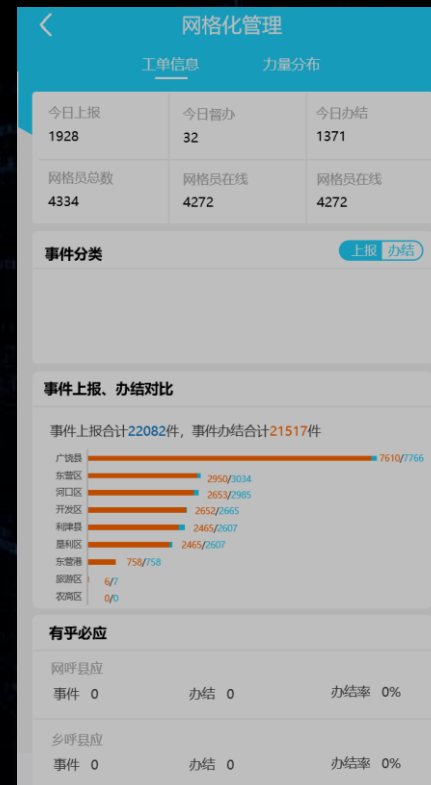 网格化管理
工单信息 力量分布
今日上报 今日督办 今日办结
1928 32 1371
网格员总数 网格员在线 网格员在线
4334 4272 4272
事件分类 上报 办结
事件上报、办结对比
事件上报合计22082件，事件办结合计21517件
广饶县 7610/7766
东营区 2950/3034
河口区 2653/2985
开发区 2652/2665
利津县 2465/2607
垦利区 2465/2607
东营港 758/758
旅游区 6/7
农高区 0/0
有乎必应
网呼县应
事件 0 办结 0 办结率 0%
乡呼县应
事件 0 办结 0 办结率 0%